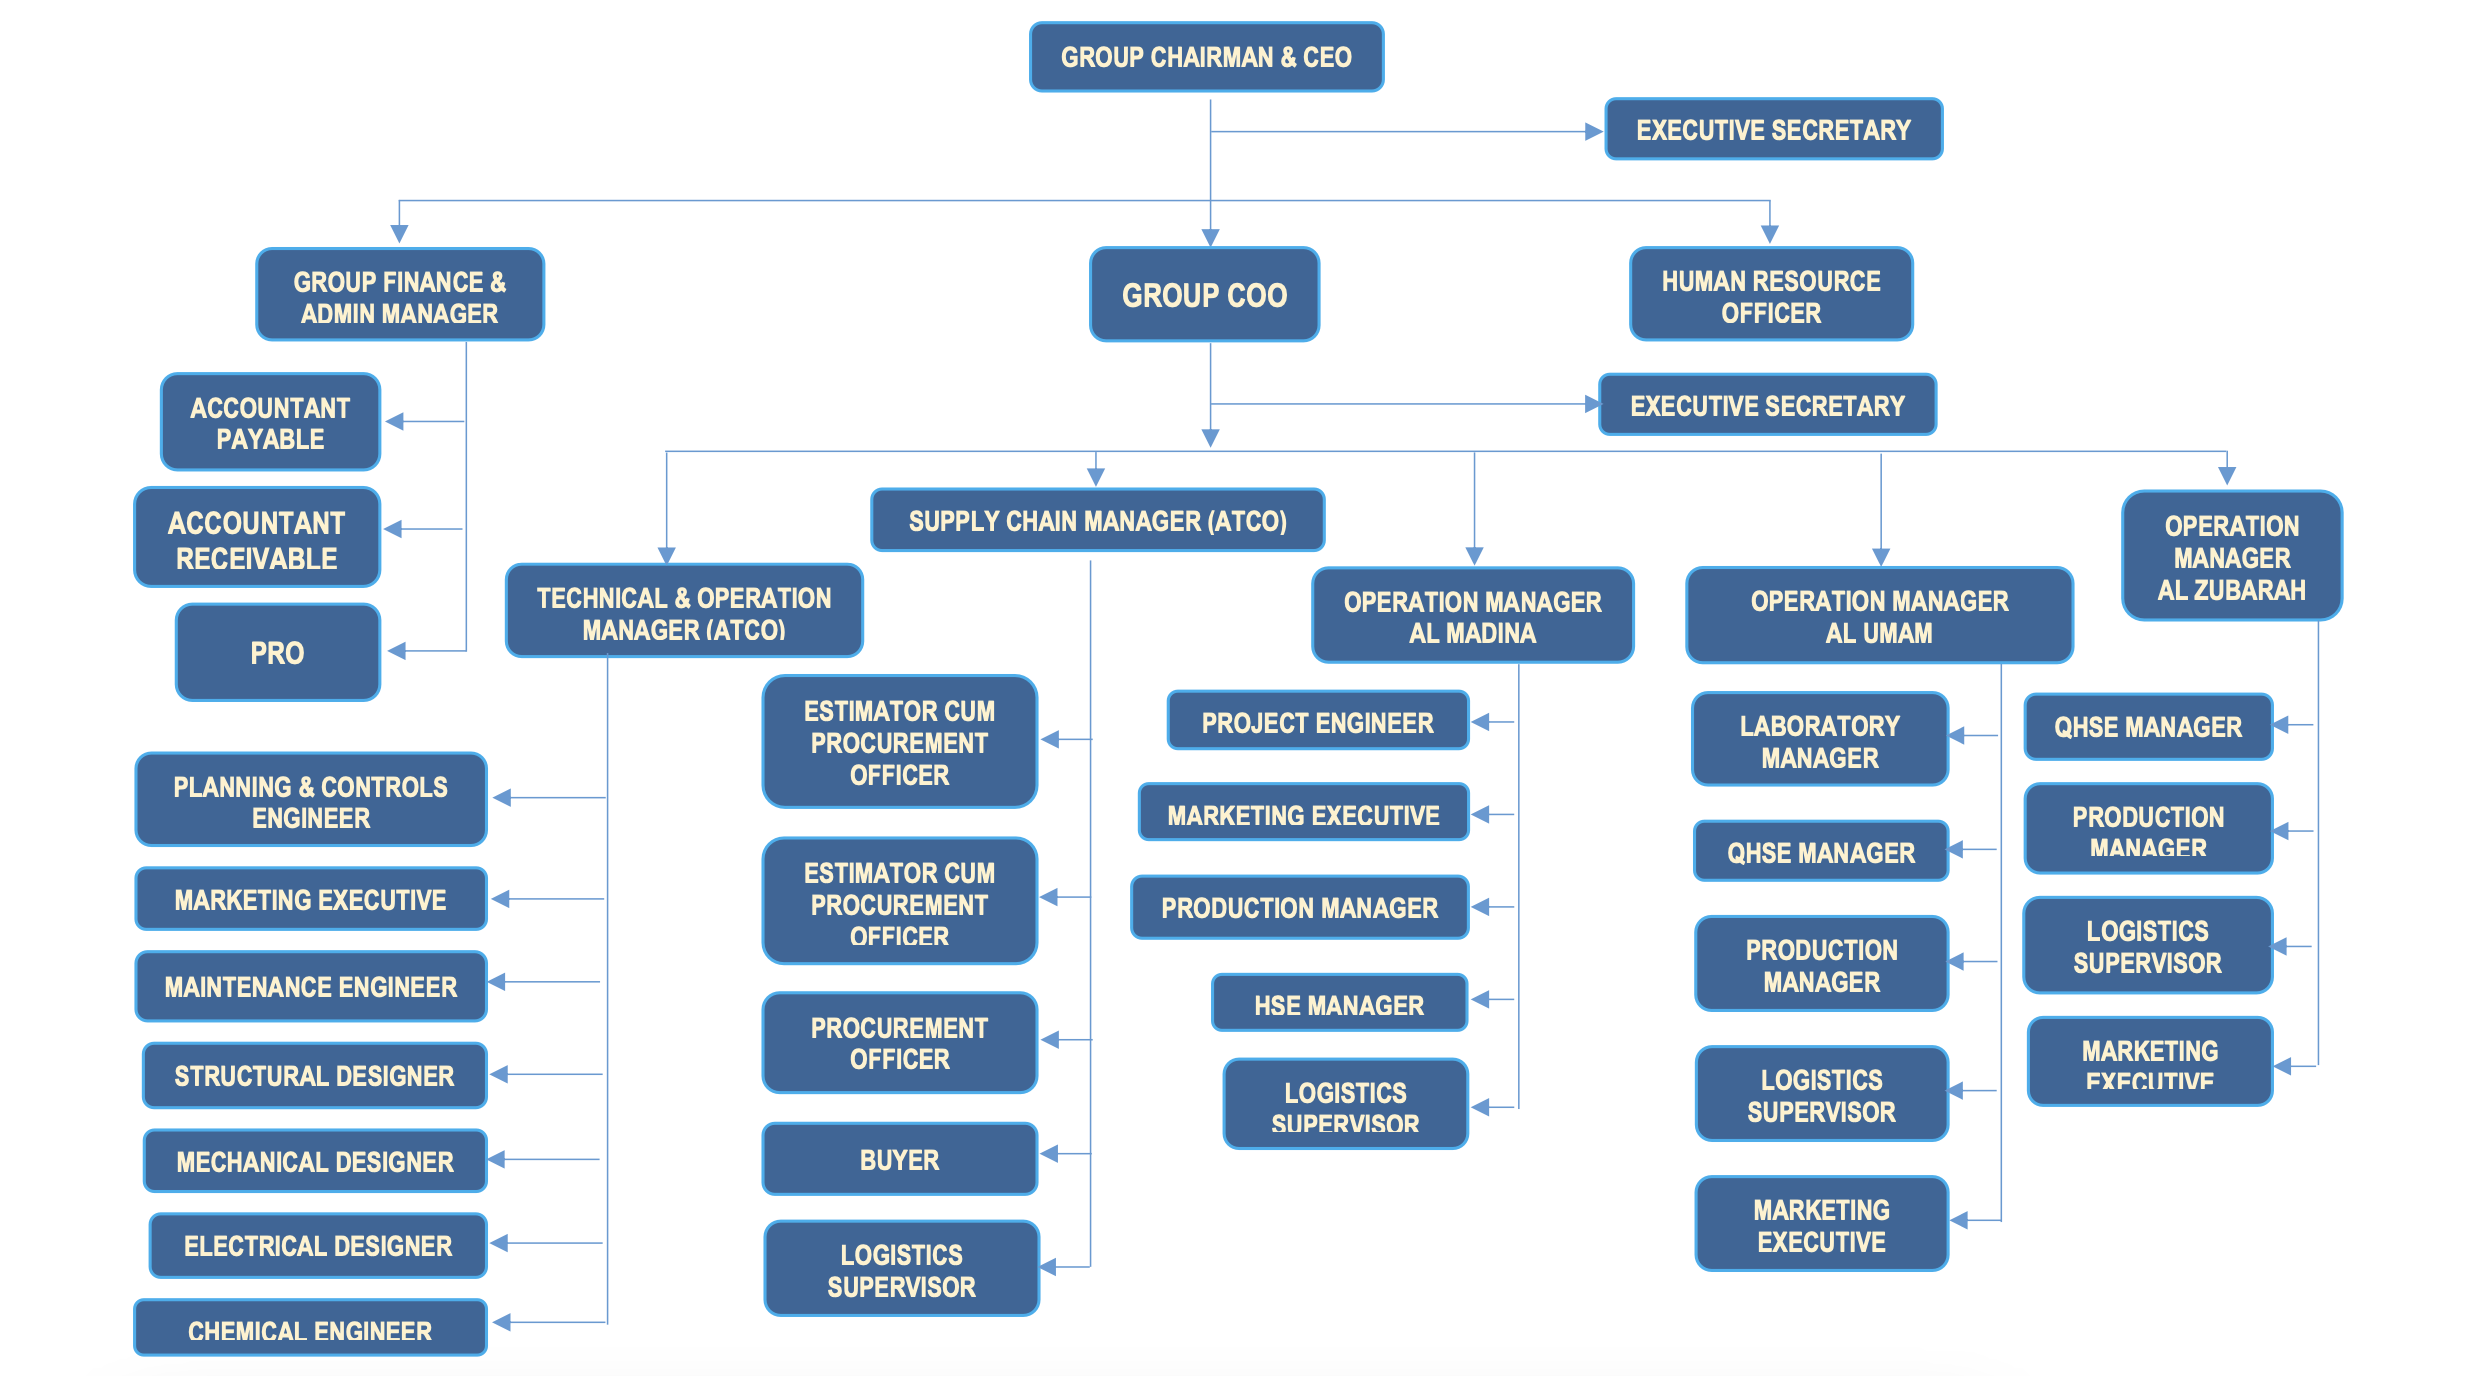 GROUP CHAIRMAN & CEO
EXECUTIVE SECRETARY
GROUP FINANCE &
ADMIN MANAGER
GROUP COO
HUMAN RESOURCE
OFFICER
ACCOUNTANT
PAYABLE
EXECUTIVE SECRETARY
ACCOUNTANT
RECEIVABLE
PRO
SUPPLY CHAIN MANAGER (ATCO)
OPERATION
MANAGER
AL ZUBARAH
TECHNICAL & OPERATION
MANAGER (ATCO)
OPERATION MANAGER
AL MADINA
OPERATION MANAGER
AL UMAM
PLANNING & CONTROLS
ENGINEER
MARKETING EXECUTIVE
MAINTENANCE ENGINEER
STRUCTURAL DESIGNER
MECHANICAL DESIGNER
ELECTRICAL DESIGNER
CHEMICAL ENGINEER
ESTIMATOR CUM
PROCUREMENT
OFFICER
ESTIMATOR CUM
PROCUREMENT
OFFICER
PROCUREMENT
OFFICER
BUYER
LOGISTICS
SUPERVISOR
PROJECT ENGINEER
MARKETING EXECUTIVE
PRODUCTION MANAGER
HSE MANAGER
LOGISTICS
SUPERVISOR
LABORATORY
MANAGER
QHSE MANAGER
PRODUCTION
MANAGER
LOGISTICS
SUPERVISOR
MARKETING
EXECUTIVE
QHSE MANAGER
PRODUCTION
MANAGER
LOGISTICS
SUPERVISOR
MARKETING
EXECUTIVE